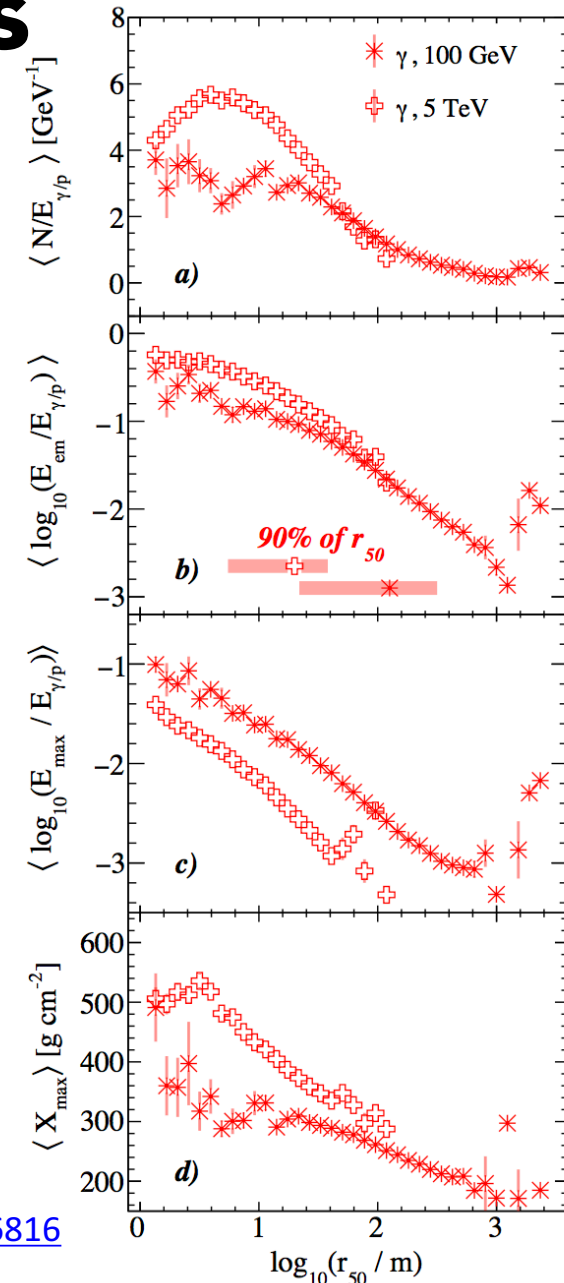 s
8
6
4
2
0
⟨ N/E_γ/p ⟩ [GeV⁻¹]
γ , 100 GeV
γ , 5 TeV
a)
0
−1
−2
−3
⟨ log₁₀(E_em/E_γ/p) ⟩
90% of r₅₀
b)
−1
−2
−3
⟨ log₁₀(E_max / E_γ/p)⟩
c)
600
500
400
300
200
⟨ X_max⟩ [g cm⁻²]
d)
0 1 2 3
5816
log₁₀(r₅₀ / m)